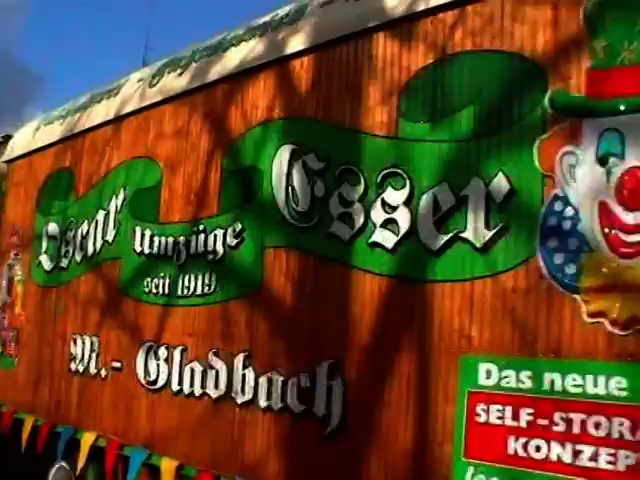 Oscar
Esser
Umzüge
seit 1919
M.- Gladbach
Das neue
SELF-STORA
KONZEP